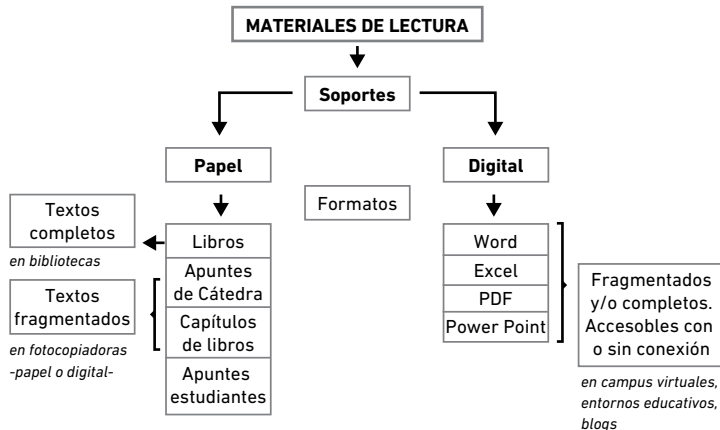 MATERIALES DE LECTURA
Soportes
Papel
Digital
Formatos
Textos
completos
en bibliotecas
Textos
fragmentados
en fotocopiadoras
-papel o digital-
Libros
Apuntes
de Cátedra
Capítulos
de libros
Apuntes
estudiantes
Word
Excel
PDF
Power Point
Fragmentados
y/o completos.
Accesobles con
o sin conexión
en campus virtuales,
entornos educativos,
blogs